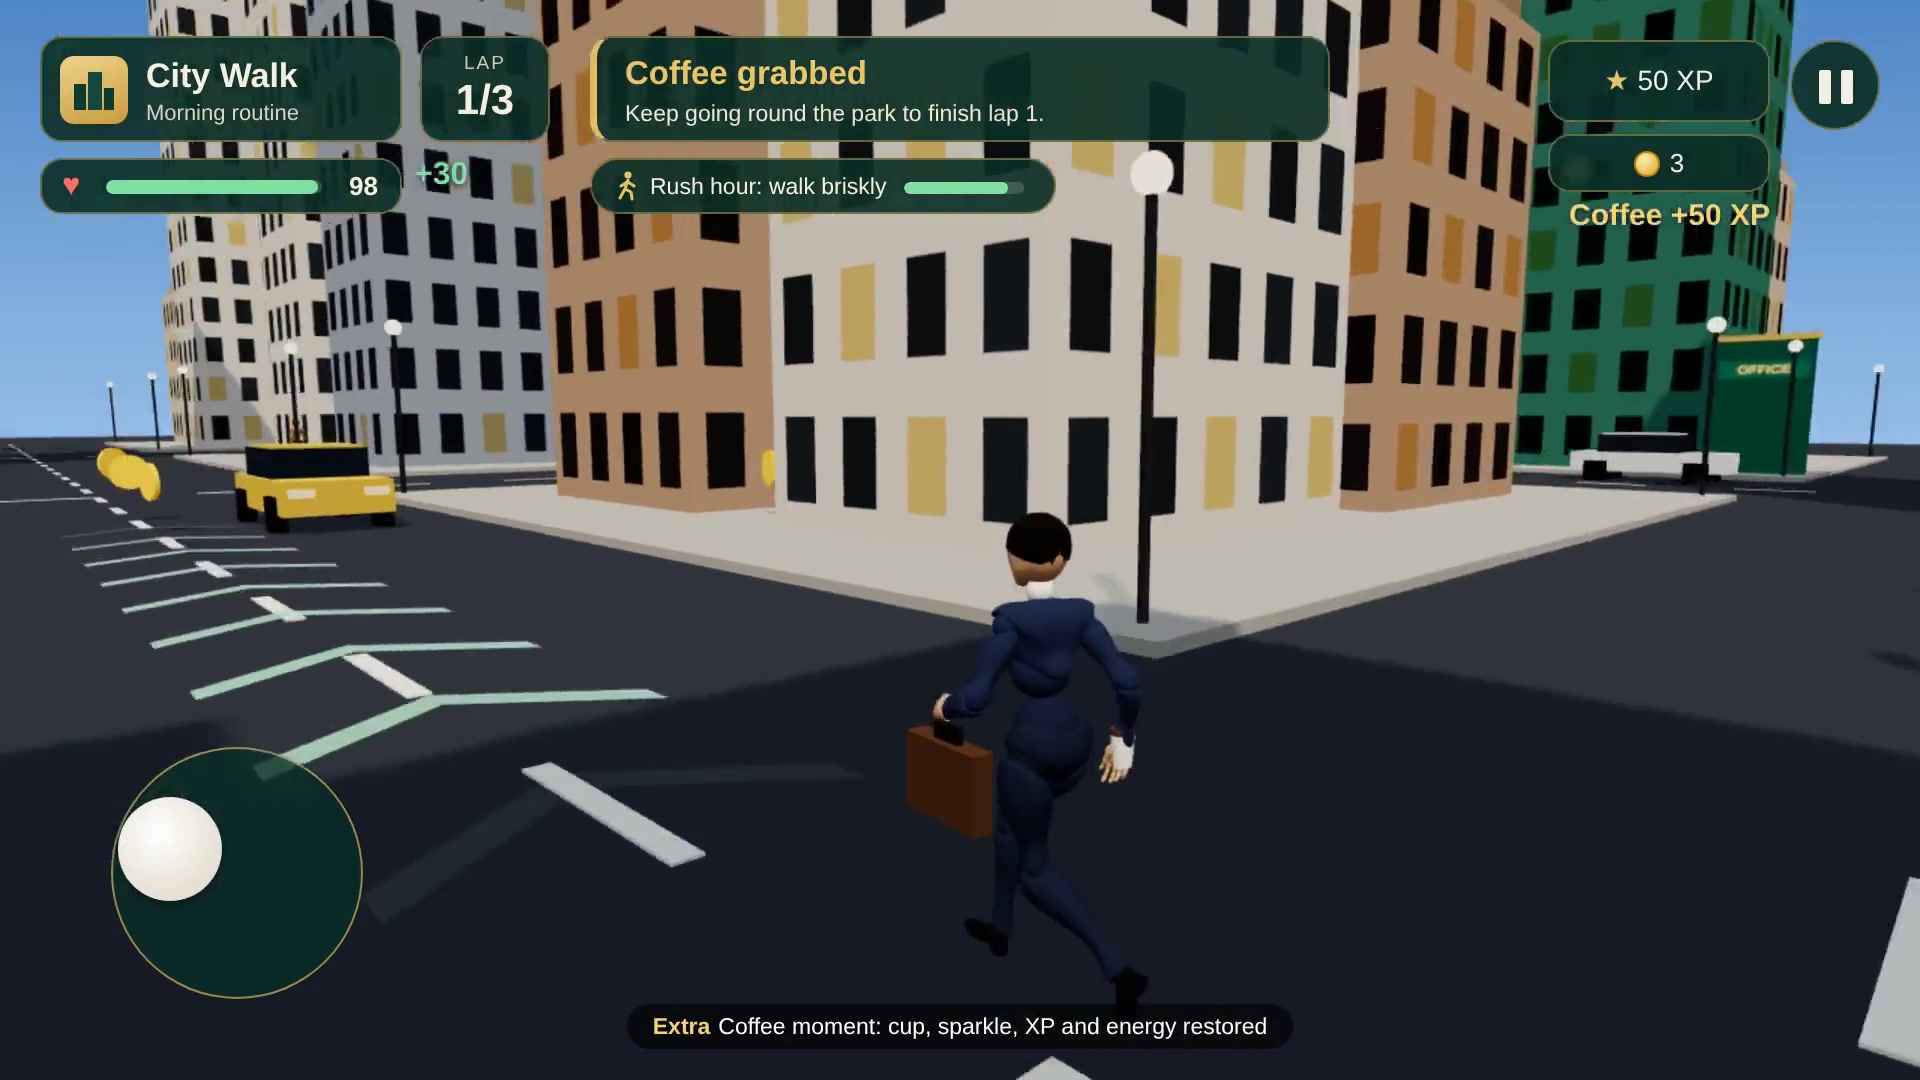 City Walk
Morning routine
LAP
1/3
Coffee grabbed
Keep going round the park to finish lap 1.
50 XP
98
+30
Rush hour: walk briskly
3
Coffee +50 XP
OFFICE
Extra Coffee moment: cup, sparkle, XP and energy restored